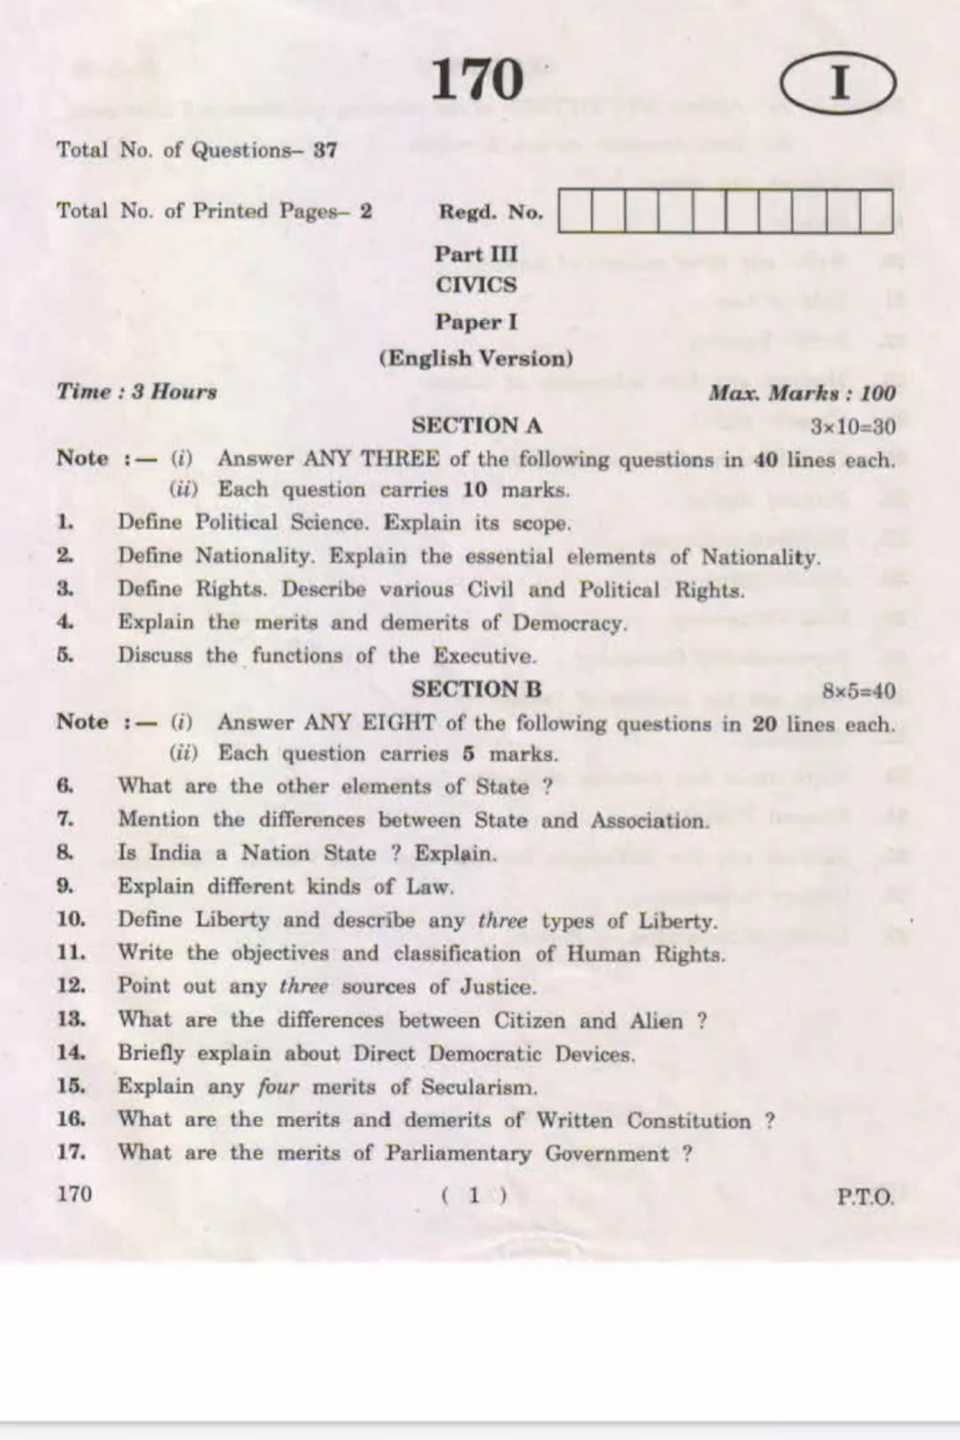 170
I
Total No. of Questions– 37
Total No. of Printed Pages– 2 Regd. No.
Part III
CIVICS
Paper I
(English Version)
Time : 3 Hours Max. Marks : 100
SECTION A 3×10=30
Note :— (i) Answer ANY THREE of the following questions in 40 lines each.
(ii) Each question carries 10 marks.
1. Define Political Science. Explain its scope.
2. Define Nationality. Explain the essential elements of Nationality.
3. Define Rights. Describe various Civil and Political Rights.
4. Explain the merits and demerits of Democracy.
5. Discuss the functions of the Executive.
SECTION B 8×5=40
Note :— (i) Answer ANY EIGHT of the following questions in 20 lines each.
(ii) Each question carries 5 marks.
6. What are the other elements of State ?
7. Mention the differences between State and Association.
8. Is India a Nation State ? Explain.
9. Explain different kinds of Law.
10. Define Liberty and describe any three types of Liberty.
11. Write the objectives and classification of Human Rights.
12. Point out any three sources of Justice.
13. What are the differences between Citizen and Alien ?
14. Briefly explain about Direct Democratic Devices.
15. Explain any four merits of Secularism.
16. What are the merits and demerits of Written Constitution ?
17. What are the merits of Parliamentary Government ?
170 ( 1 ) P.T.O.